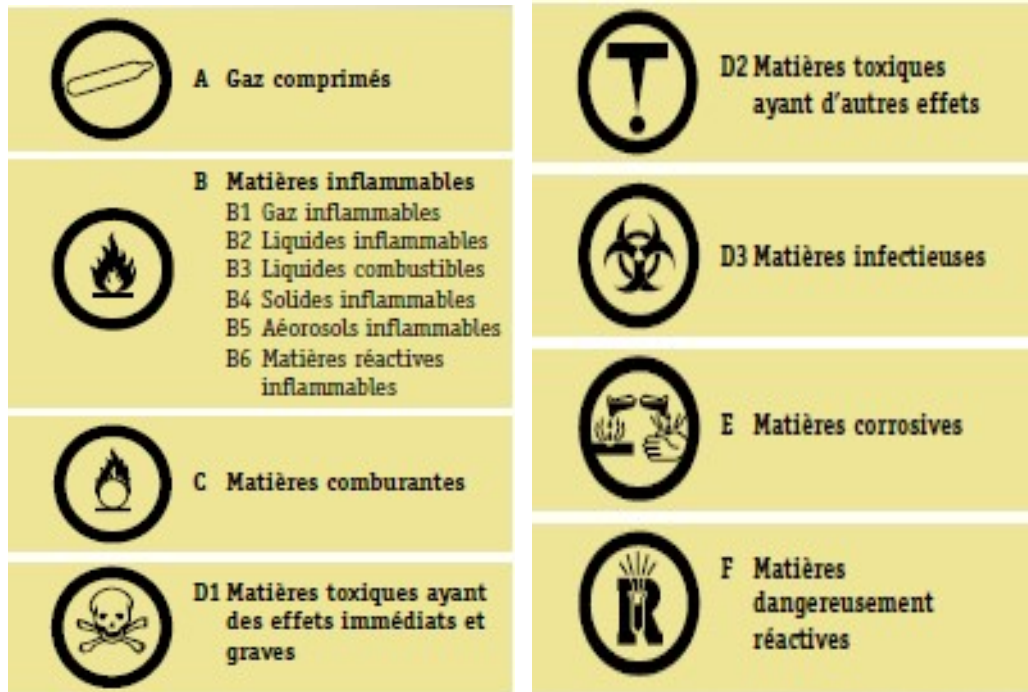 A Gaz comprimés
B Matières inflammables
B1 Gaz inflammables
B2 Liquides inflammables
B3 Liquides combustibles
B4 Solides inflammables
B5 Aéorosols inflammables
B6 Matières réactives
inflammables
C Matières comburantes
D1 Matières toxiques ayant
des effets immédiats et
graves
D2 Matières toxiques
ayant d'autres effets
D3 Matières infectieuses
E Matières corrosives
F Matières
dangereusement
réactives
R